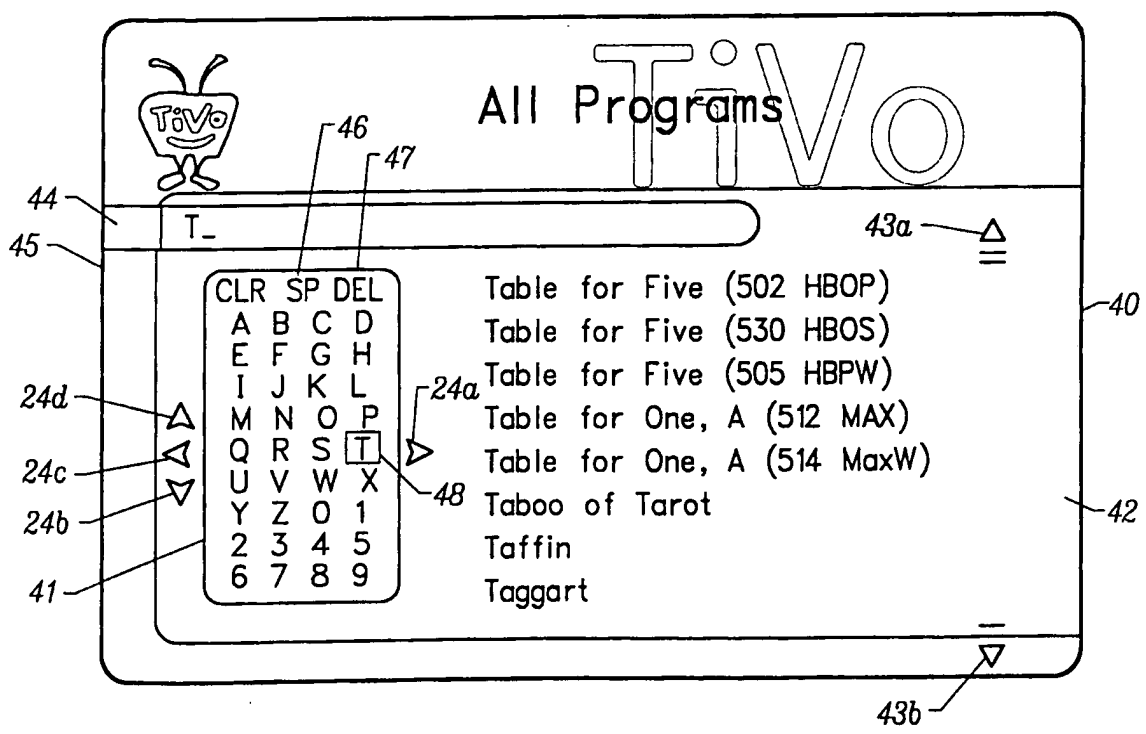 TiVo
TiVo
All Programs
46
47
44
T_
43a
45
CLR SP DEL
A B C D
E F G H
I J K L
M N O P
Q R S T
U V W X
Y Z 0 1
2 3 4 5
6 7 8 9
Table for Five (502 HBOP)
Table for Five (530 HBOS)
Table for Five (505 HBPW)
Table for One, A (512 MAX)
Table for One, A (514 MaxW)
Taboo of Tarot
Taffin
Taggart
40
24d
24a
24c
48
24b
42
41
43b